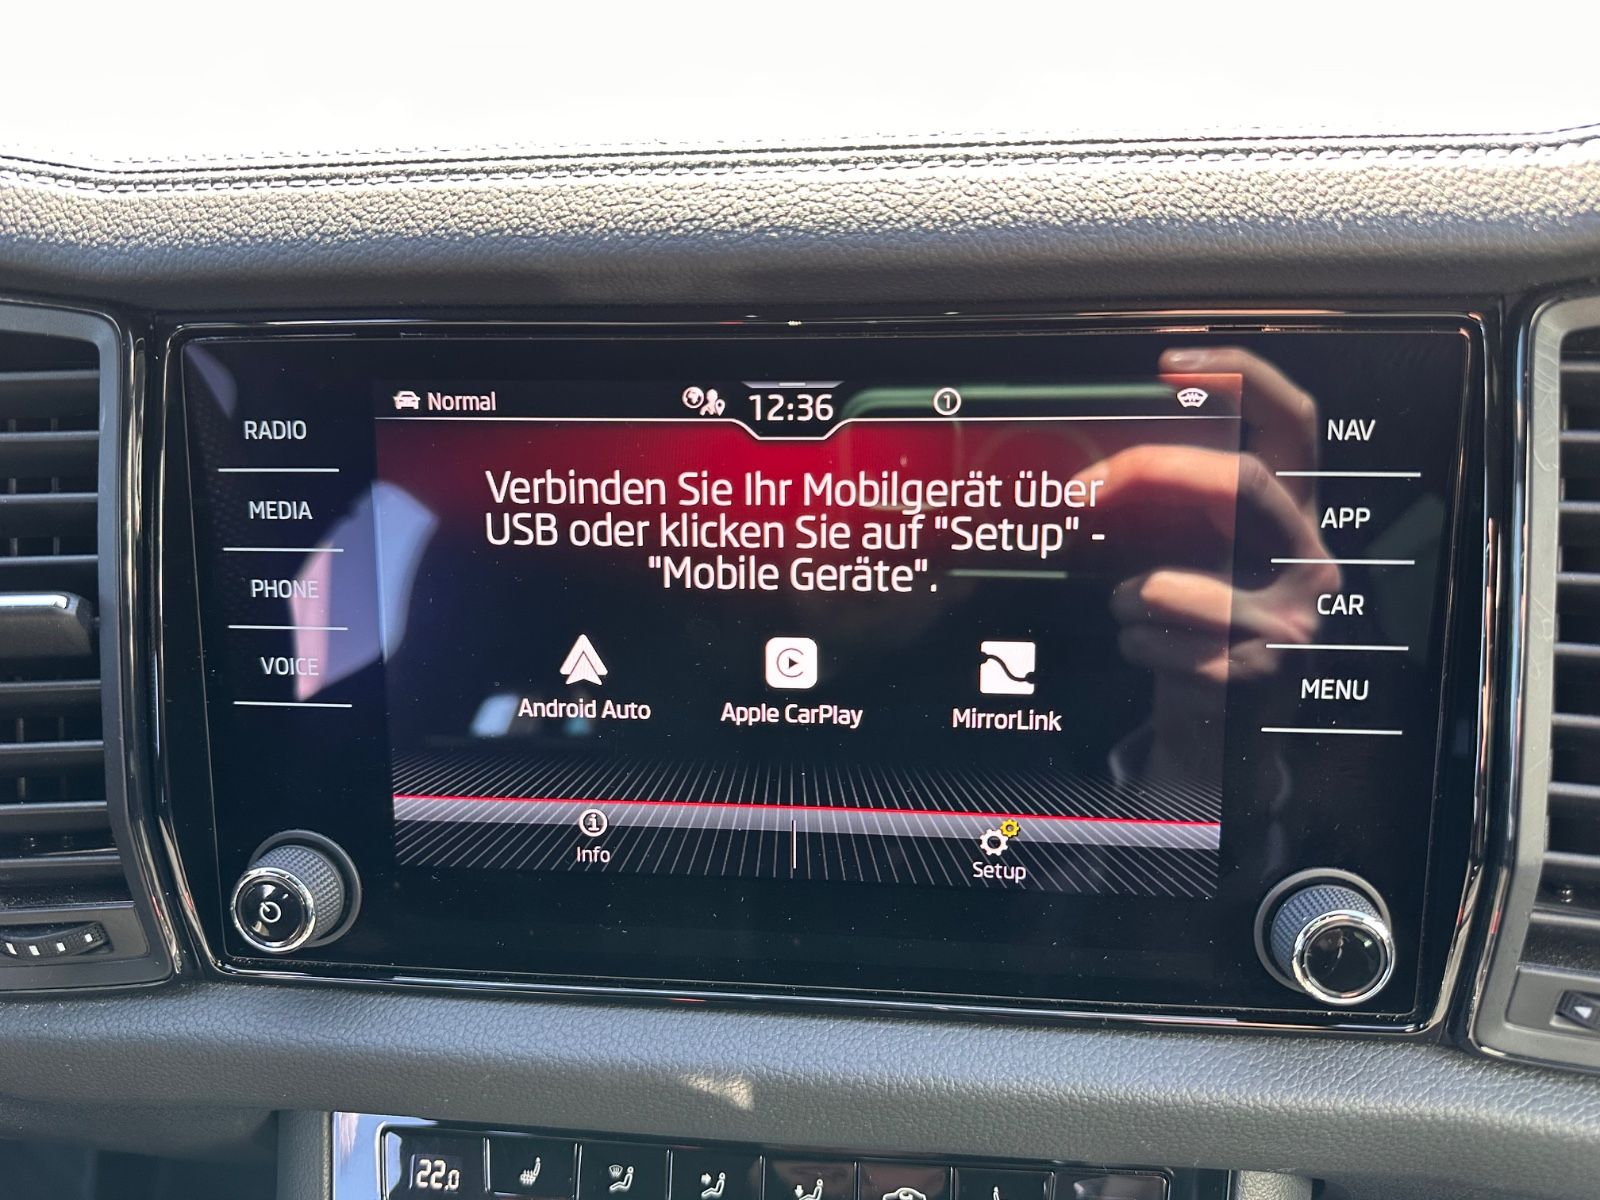 Normal
12:36
1
RADIO
MEDIA
PHONE
VOICE
Verbinden Sie Ihr Mobilgerät über
USB oder klicken Sie auf "Setup" -
"Mobile Geräte".
Android Auto
Apple CarPlay
MirrorLink
Info
Setup
NAV
APP
CAR
MENU
22.0